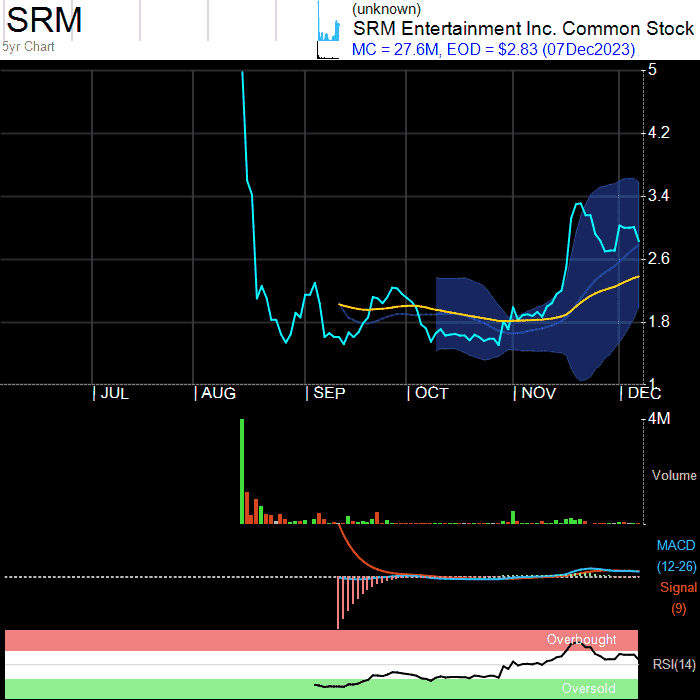 SRM
5yr Chart
(unknown)
SRM Entertainment Inc. Common Stock
MC = 27.6M, EOD = $2.83 (07Dec2023)
5
4.2
3.4
2.6
1.8
1
JUL AUG SEP OCT NOV DEC
4M
Volume
MACD
(12-26)
Signal
(9)
Overbought
RSI(14)
Oversold